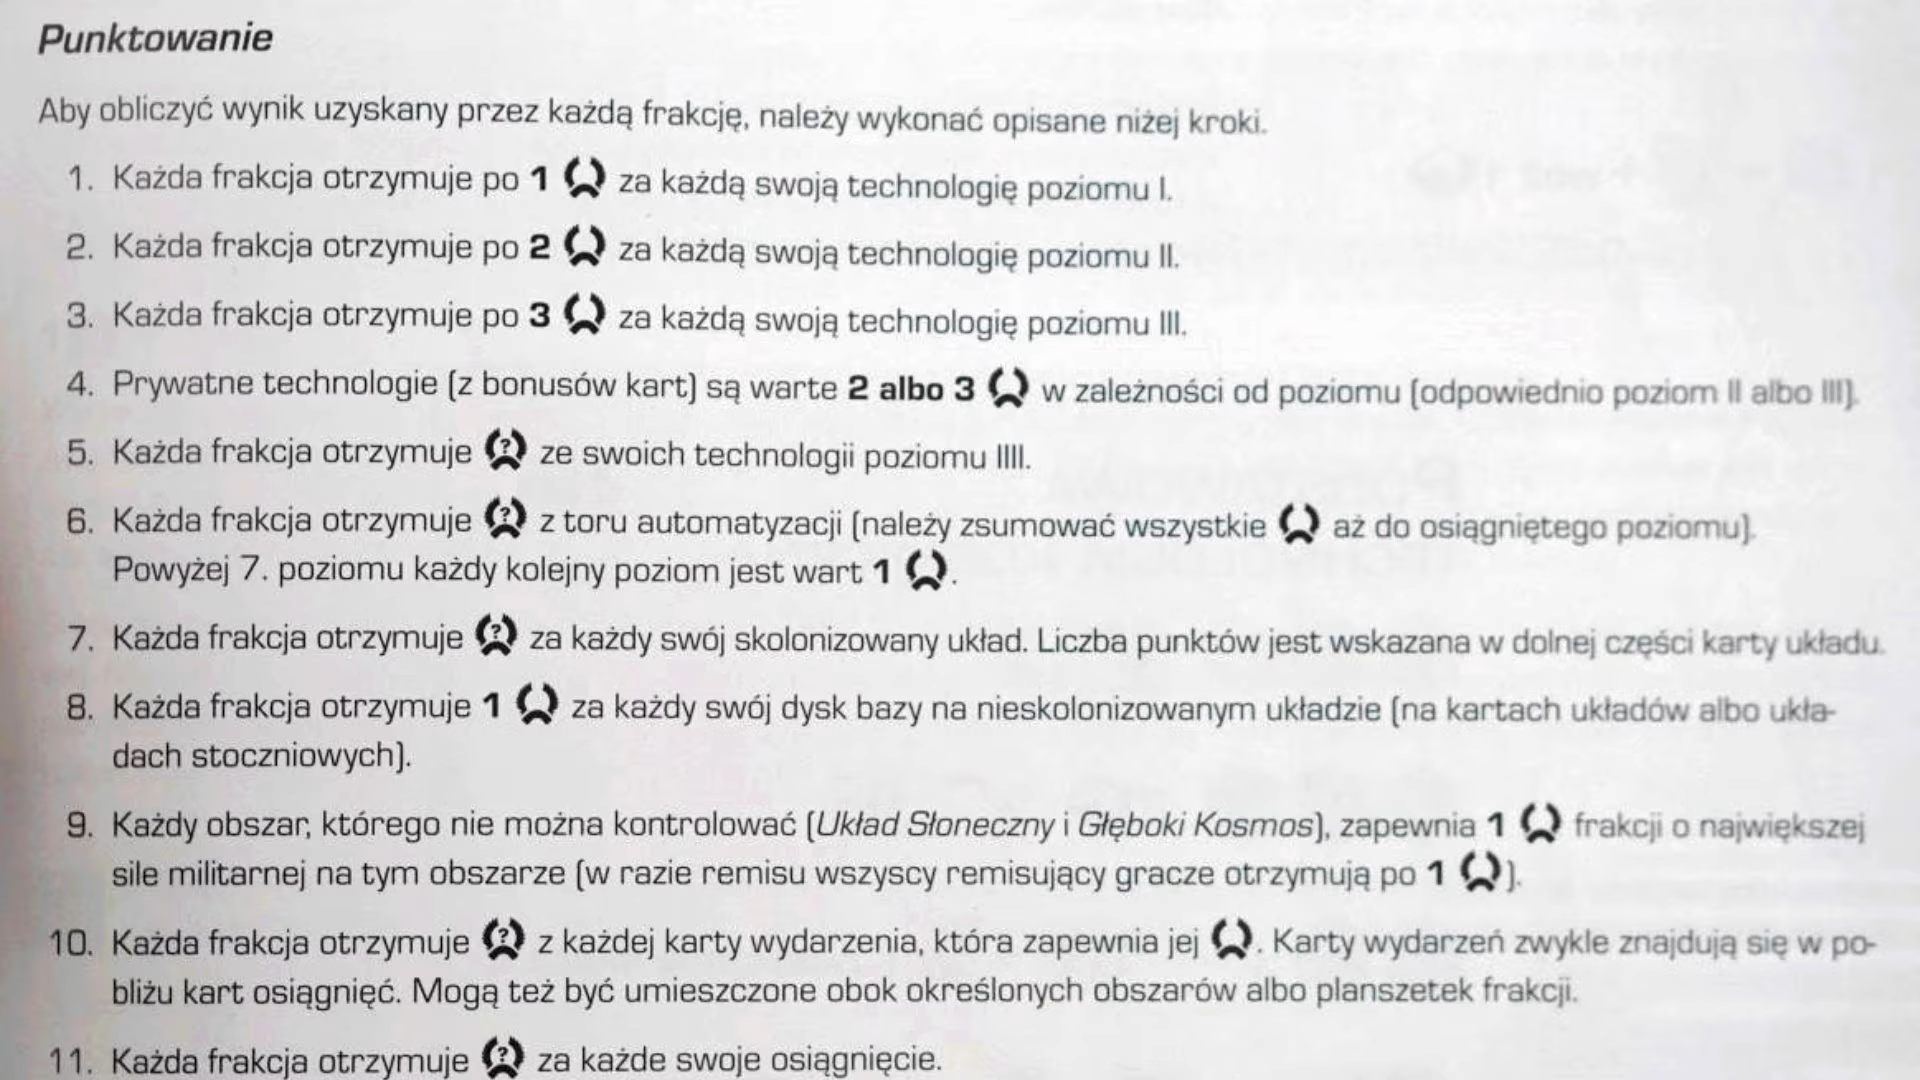 Punktowanie
Aby obliczyć wynik uzyskany przez każdą frakcję, należy wykonać opisane niżej kroki.
1. Każda frakcja otrzymuje po 1 za każdą swoją technologię poziomu I.
2. Każda frakcja otrzymuje po 2 za każdą swoją technologię poziomu II.
3. Każda frakcja otrzymuje po 3 za każdą swoją technologię poziomu III.
4. Prywatne technologie (z bonusów kart) są warte 2 albo 3 w zależności od poziomu (odpowiednio poziom II albo III).
5. Każda frakcja otrzymuje ? ze swoich technologii poziomu IIII.
6. Każda frakcja otrzymuje ? z toru automatyzacji (należy zsumować wszystkie aż do osiągniętego poziomu).
Powyżej 7. poziomu każdy kolejny poziom jest wart 1 .
7. Każda frakcja otrzymuje ? za każdy swój skolonizowany układ. Liczba punktów jest wskazana w dolnej części karty układu.
8. Każda frakcja otrzymuje 1 za każdy swój dysk bazy na nieskolonizowanym układzie (na kartach układów albo ukła-
dach stoczniowych).
9. Każdy obszar, którego nie można kontrolować (Układ Słoneczny i Głęboki Kosmos), zapewnia 1 frakcji o największej
sile militarnej na tym obszarze (w razie remisu wszyscy remisujący gracze otrzymują po 1 ).
10. Każda frakcja otrzymuje ? z każdej karty wydarzenia, która zapewnia jej . Karty wydarzeń zwykle znajdują się w po-
bliżu kart osiągnięć. Mogą też być umieszczone obok określonych obszarów albo planszetek frakcji.
11. Każda frakcja otrzymuje ? za każde swoje osiągnięcie.